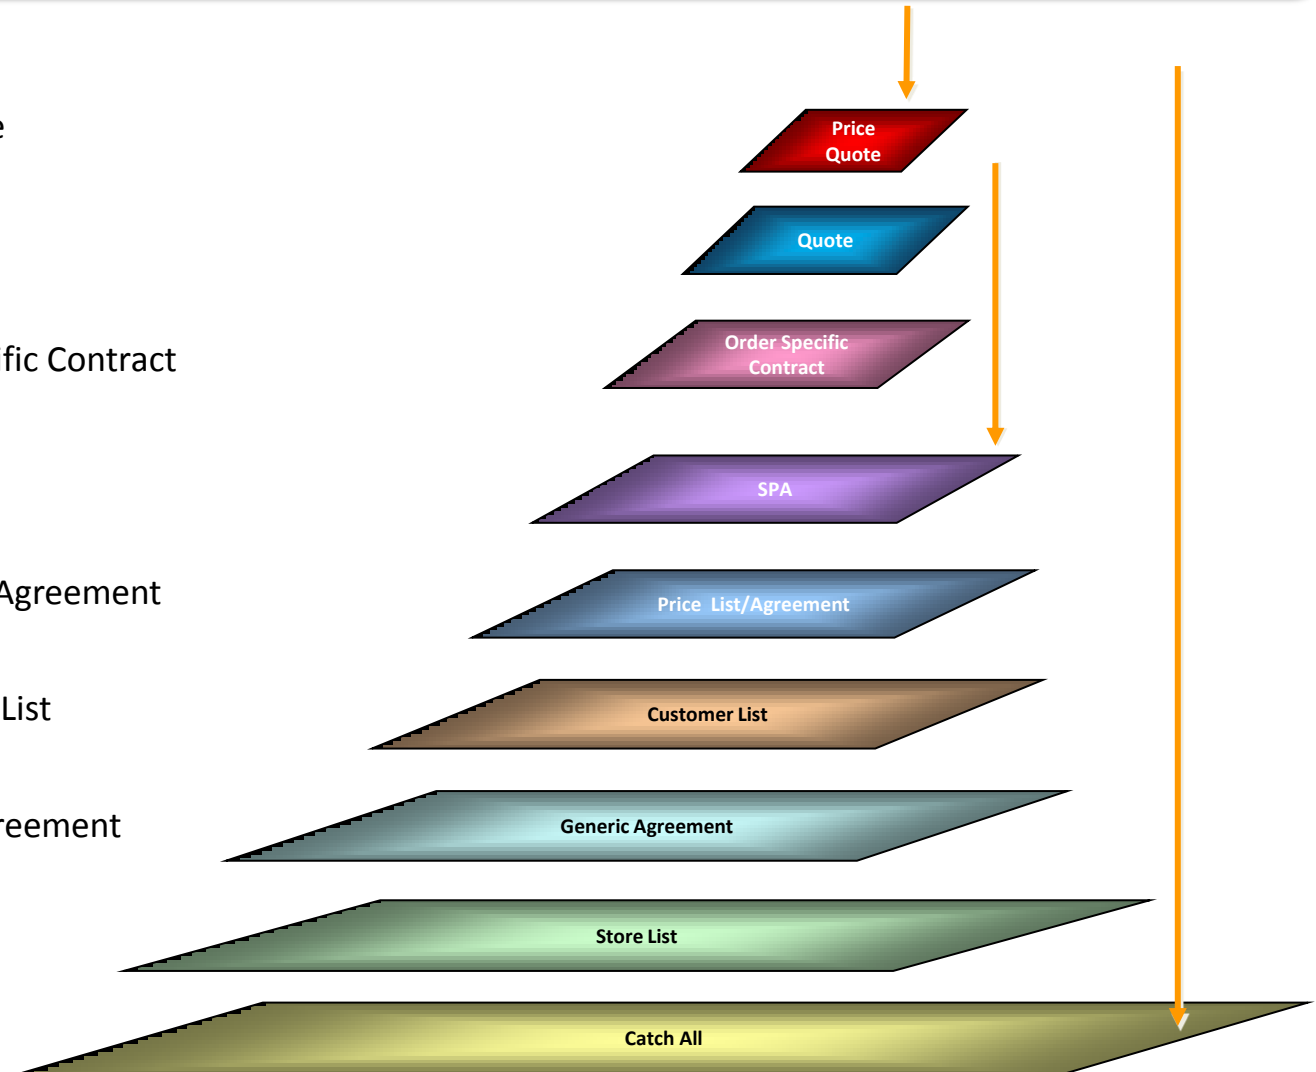 e
Price
Quote
Quote
ific Contract
Order Specific
Contract
SPA
Agreement
Price List/Agreement
List
Customer List
reement
Generic Agreement
Store List
Catch All